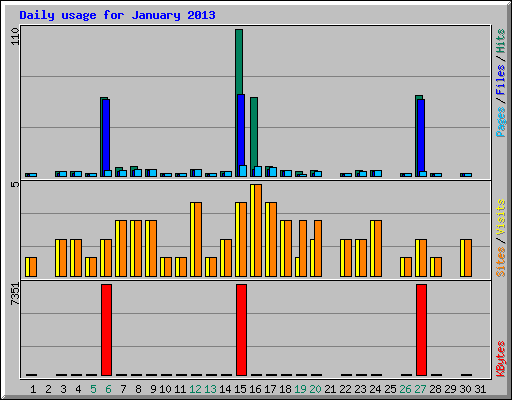 Daily usage for January 2013
110
Pages/Files/Hits
5
Sites/Visits
7351
KBytes
1 2 3 4 5 6 7 8 9 10 11 12 13 14 15 16 17 18 19 20 21 22 23 24 25 26 27 28 29 30 31